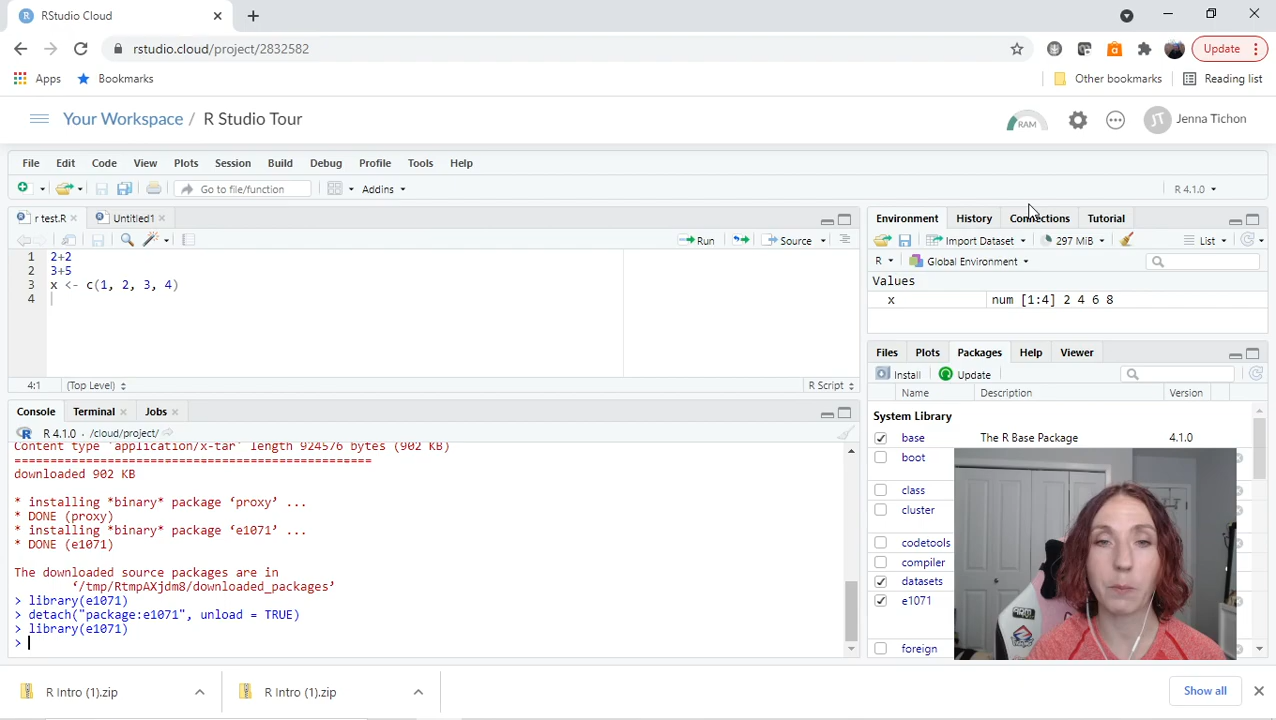 RStudio Cloud
rstudio.cloud/project/2832582
Update
Apps
Bookmarks
Other bookmarks
Reading list
Your Workspace / R Studio Tour
RAM
JT
Jenna Tichon
File Edit Code View Plots Session Build Debug Profile Tools Help
Go to file/function
Addins
R 4.1.0
r test.R
Untitled1
Run
Source
1 2+2
2 3+5
3 x <- c(1, 2, 3, 4)
4
4:1 (Top Level)
R Script
Console Terminal Jobs
R 4.1.0 · /cloud/project/
Content type 'application/x-tar' length 924576 bytes (902 KB)
==================================================
downloaded 902 KB
* installing *binary* package ‘proxy’ ...
* DONE (proxy)
* installing *binary* package ‘e1071’ ...
* DONE (e1071)
The downloaded source packages are in
‘/tmp/RtmpAXjdm8/downloaded_packages’
> library(e1071)
> detach("package:e1071", unload = TRUE)
> library(e1071)
>
Environment History Connections Tutorial
Import Dataset
297 MiB
List
R
Global Environment
Values
x num [1:4] 2 4 6 8
Files Plots Packages Help Viewer
Install Update
Name Description Version
System Library
base The R Base Package 4.1.0
boot
class
cluster
codetools
compiler
datasets
e1071
foreign
R Intro (1).zip
R Intro (1).zip
Show all